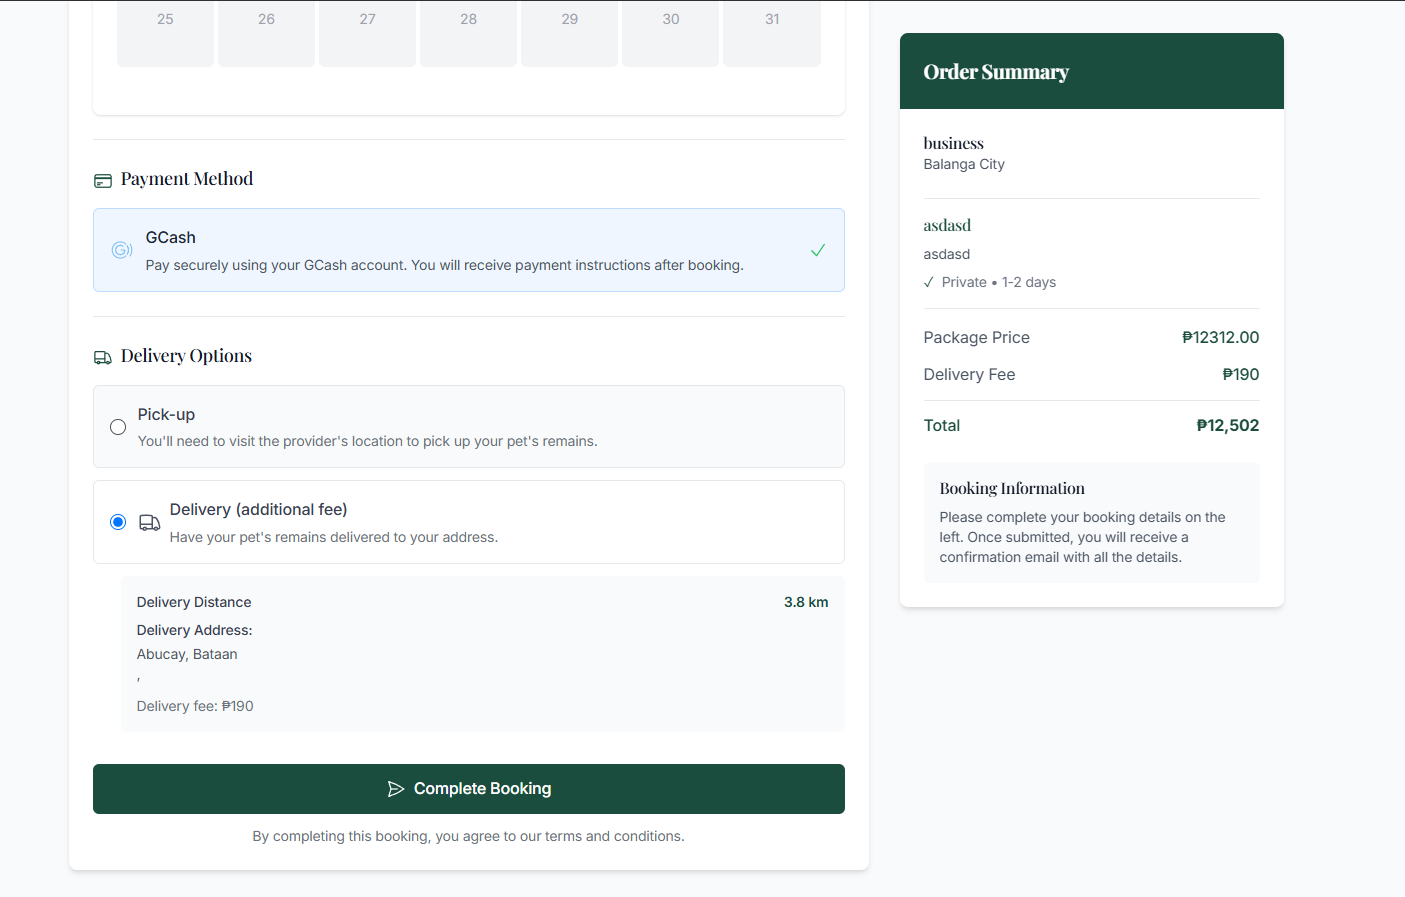 25 26 27 28 29 30 31
Payment Method
GCash
Pay securely using your GCash account. You will receive payment instructions after booking.
Delivery Options
Pick-up
You'll need to visit the provider's location to pick up your pet's remains.
Delivery (additional fee)
Have your pet's remains delivered to your address.
Delivery Distance 3.8 km
Delivery Address:
Abucay, Bataan
,
Delivery fee: ₱190
Complete Booking
By completing this booking, you agree to our terms and conditions.
Order Summary
business
Balanga City
asdasd
asdasd
✓ Private • 1-2 days
Package Price ₱12312.00
Delivery Fee ₱190
Total ₱12,502
Booking Information
Please complete your booking details on the
left. Once submitted, you will receive a
confirmation email with all the details.